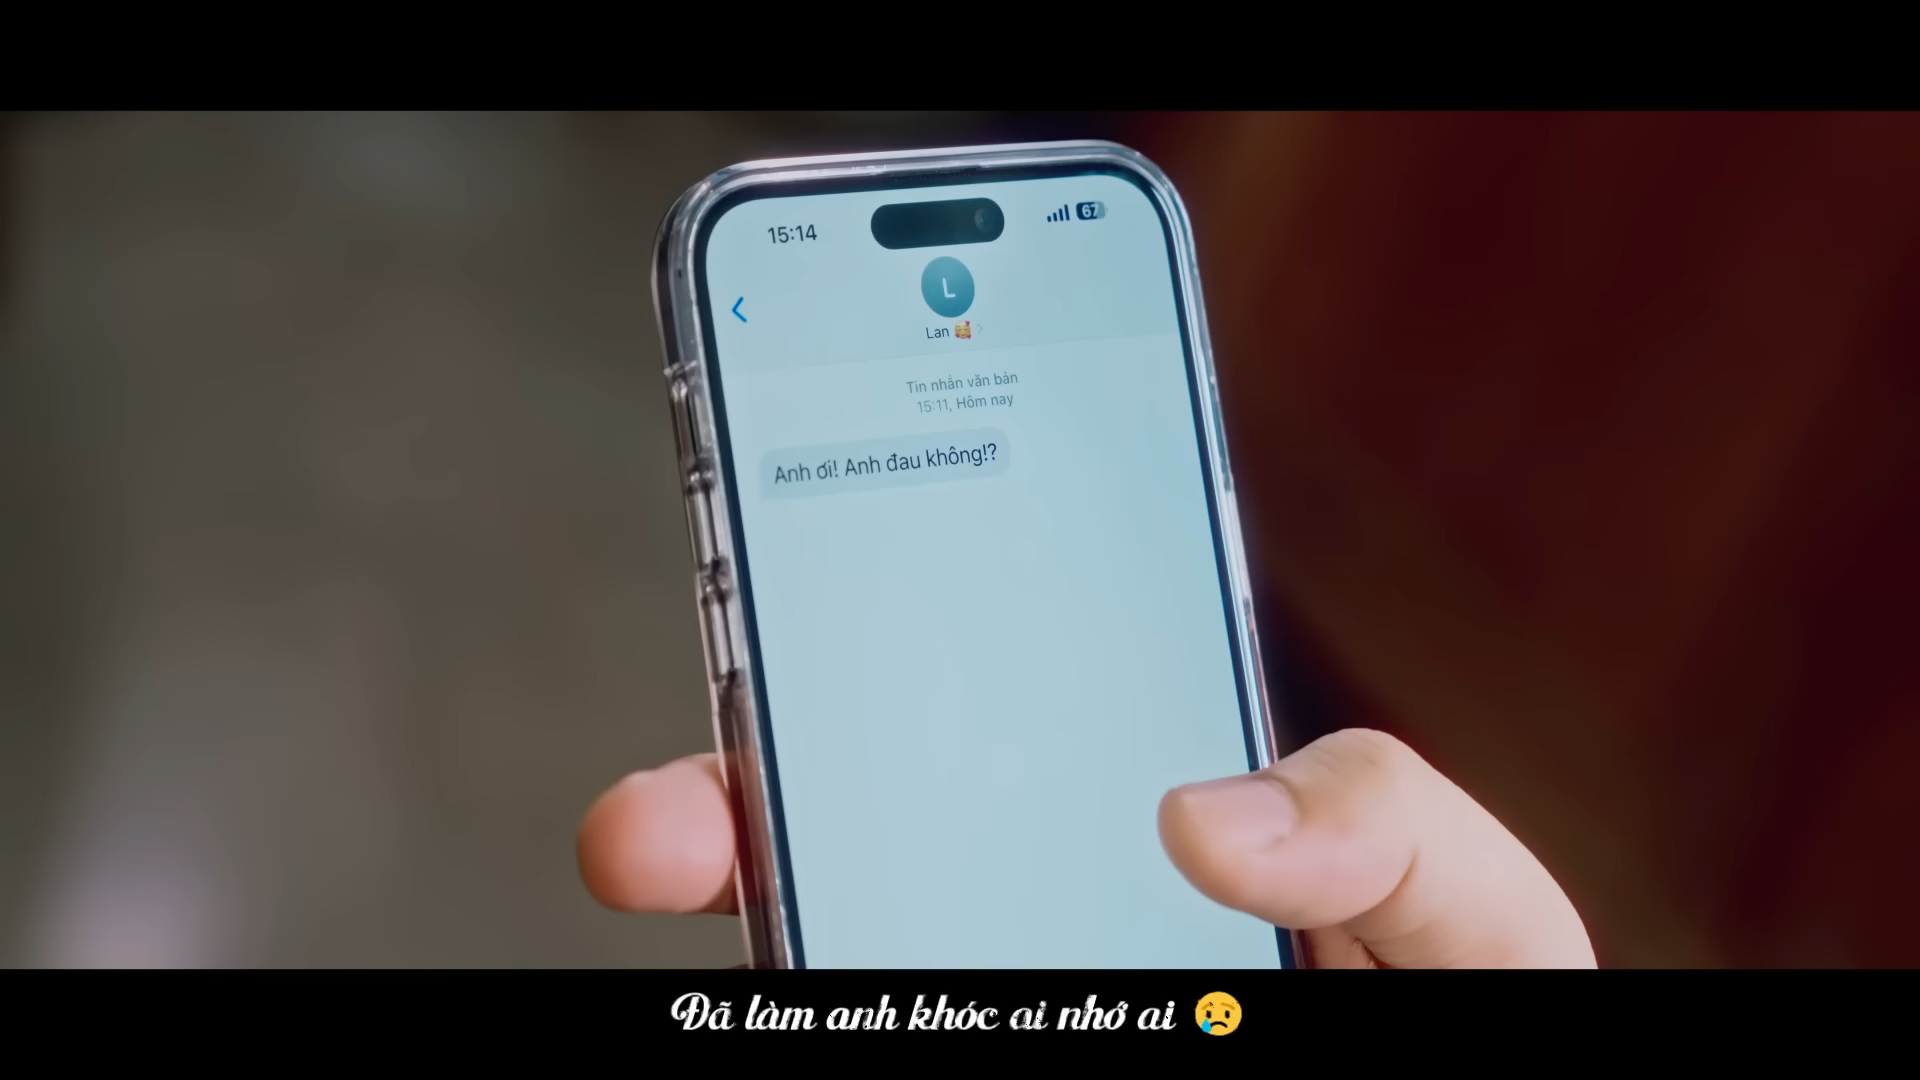 15:14
67
L
Lan 🥰
Tin nhắn văn bản
15:11, Hôm nay
Anh ơi! Anh đau không!?
Đã làm anh khóc ai nhớ ai 😢